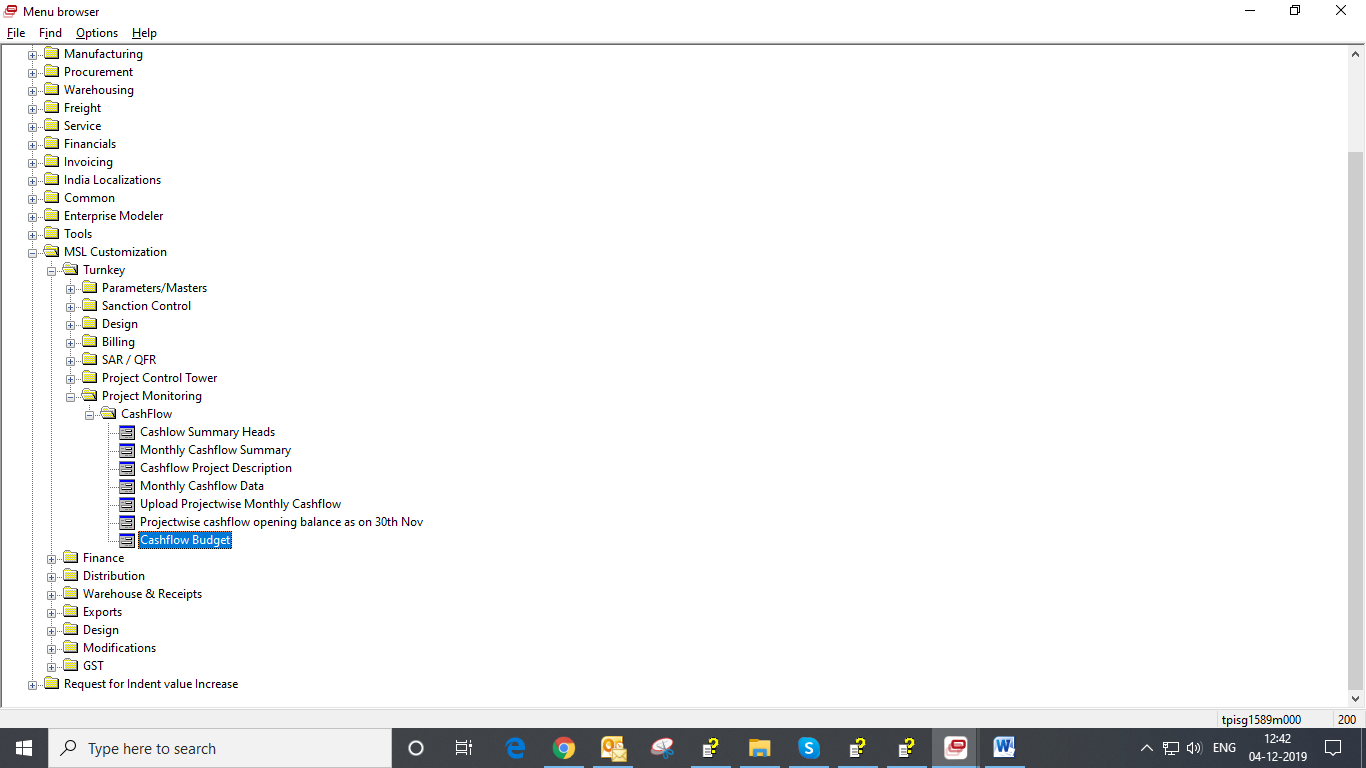 Menu browser
File Find Options Help
Manufacturing
Procurement
Warehousing
Freight
Service
Financials
Invoicing
India Localizations
Common
Enterprise Modeler
Tools
MSL Customization
Turnkey
Parameters/Masters
Sanction Control
Design
Billing
SAR / QFR
Project Control Tower
Project Monitoring
CashFlow
Cashlow Summary Heads
Monthly Cashflow Summary
Cashflow Project Description
Monthly Cashflow Data
Upload Projectwise Monthly Cashflow
Projectwise cashflow opening balance as on 30th Nov
Cashflow Budget
Finance
Distribution
Warehouse & Receipts
Exports
Design
Modifications
GST
Request for Indent value Increase
tpisg1589m000 200
Type here to search
ENG
12:42
04-12-2019